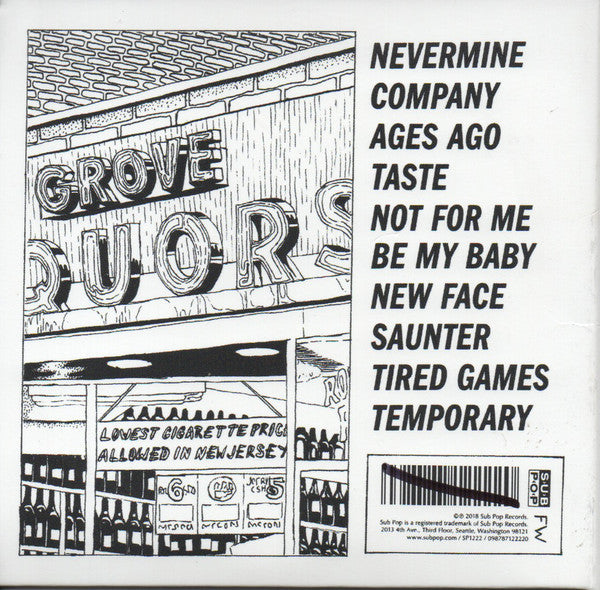 GROVE
QUORS
LOWEST CIGARETTE PRIC
ALLOWED IN NEW JERSEY
NEVERMINE
COMPANY
AGES AGO
TASTE
NOT FOR ME
BE MY BABY
NEW FACE
SAUNTER
TIRED GAMES
TEMPORARY
SUB
POP
FW
©℗ 2018 Sub Pop Records.
Sub Pop is a registered trademark of Sub Pop Records.
2013 4th Ave., Third Floor, Seattle, Washington 98121
www.subpop.com / SP1222 / 098787122220